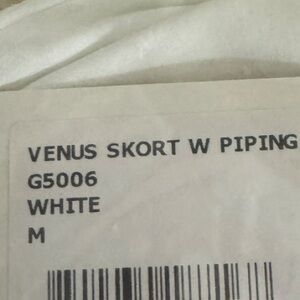 VENUS SKORT W PIPING
G5006
WHITE
M